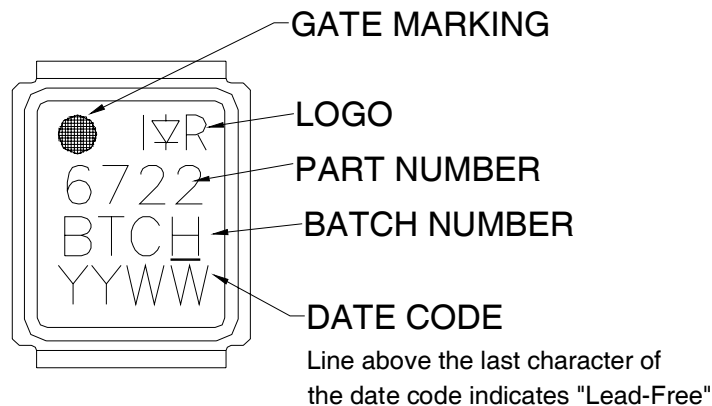 GATE MARKING
I R
LOGO
6722
PART NUMBER
BTCH
BATCH NUMBER
YYWW
DATE CODE
Line above the last character of
the date code indicates "Lead-Free"